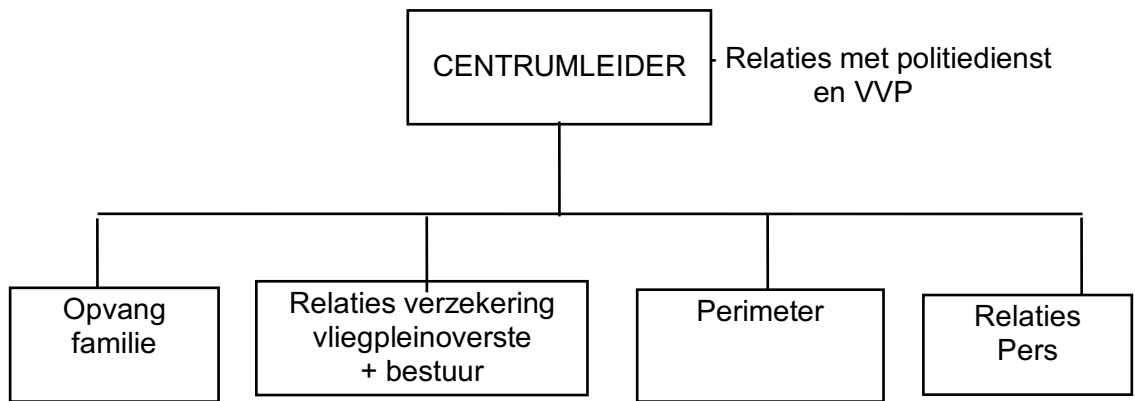 CENTRUMLEIDER
Relaties met politiedienst
en VVP
Opvang
familie
Relaties verzekering
vliegpleinoverste
+ bestuur
Perimeter
Relaties
Pers